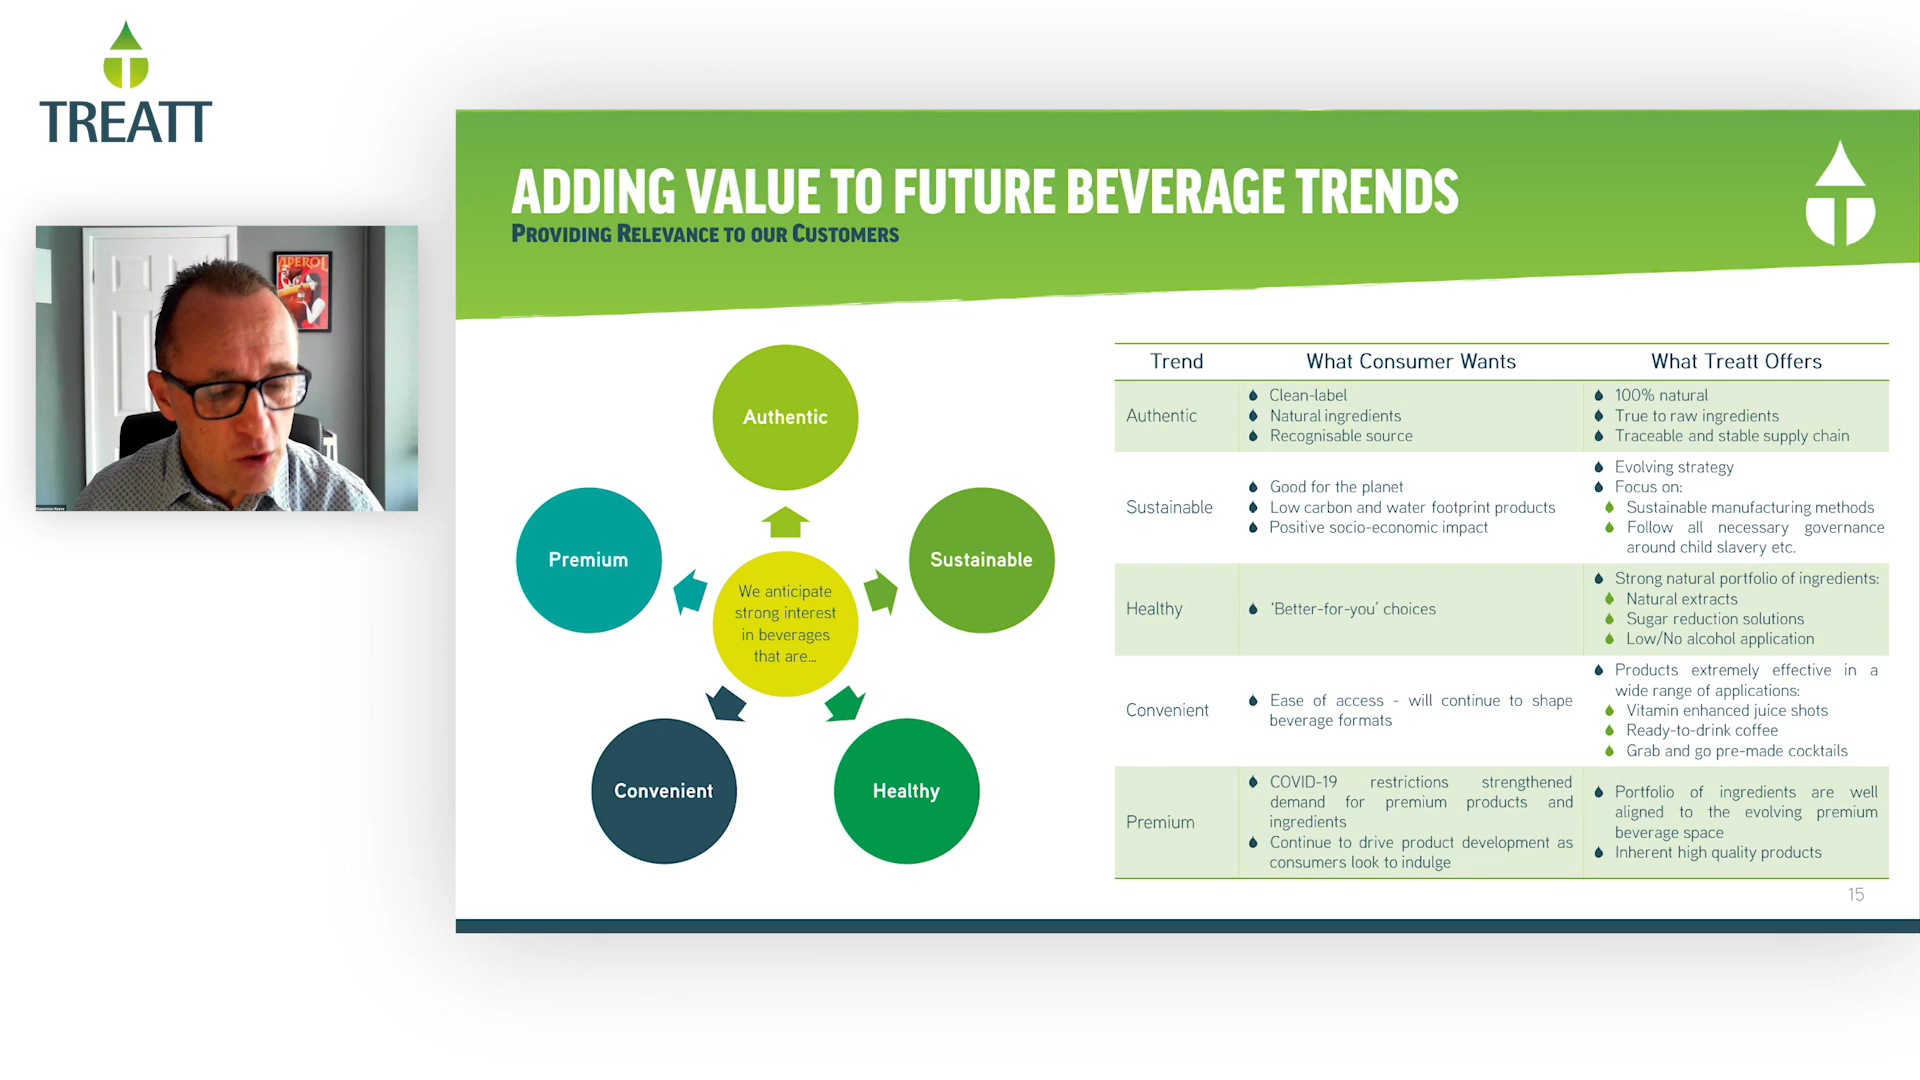 TREATT
APEROL
ADDING VALUE TO FUTURE BEVERAGE TRENDS
PROVIDING RELEVANCE TO OUR CUSTOMERS
Authentic
Premium
Sustainable
We anticipate
strong interest
in beverages
that are...
Convenient
Healthy
Trend What Consumer Wants What Treatt Offers
Authentic
Clean-label
Natural ingredients
Recognisable source
100% natural
True to raw ingredients
Traceable and stable supply chain
Sustainable
Good for the planet
Low carbon and water footprint products
Positive socio-economic impact
Evolving strategy
Focus on:
Sustainable manufacturing methods
Follow all necessary governance
around child slavery etc.
Healthy
'Better-for-you' choices
Strong natural portfolio of ingredients:
Natural extracts
Sugar reduction solutions
Low/No alcohol application
Convenient
Ease of access - will continue to shape
beverage formats
Products extremely effective in a
wide range of applications:
Vitamin enhanced juice shots
Ready-to-drink coffee
Grab and go pre-made cocktails
Premium
COVID-19 restrictions strengthened
demand for premium products and
ingredients
Continue to drive product development as
consumers look to indulge
Portfolio of ingredients are well
aligned to the evolving premium
beverage space
Inherent high quality products
15